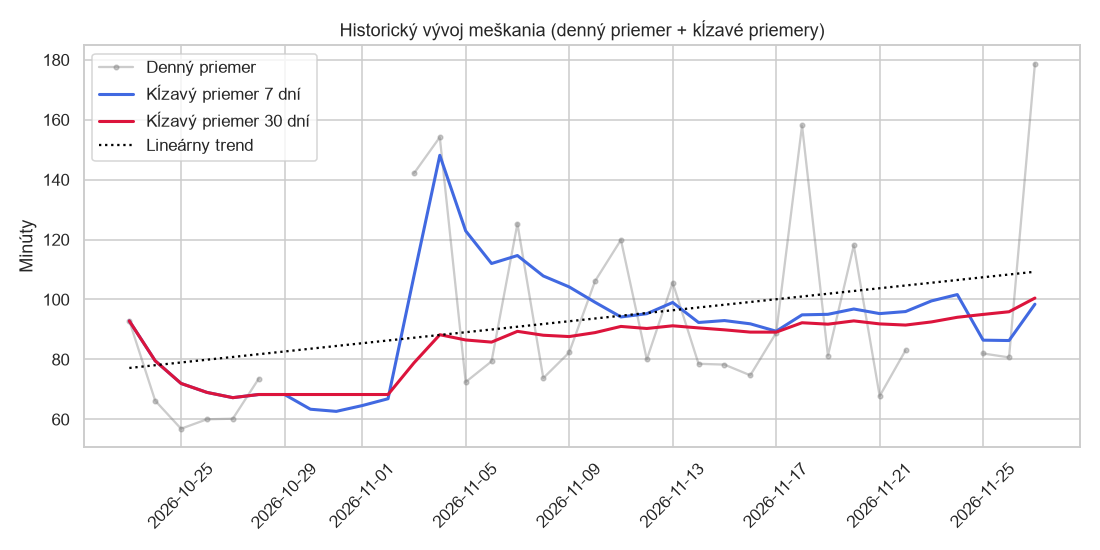 Historický vývoj meškania (denný priemer + kĺzavé priemery)
Minúty
180
160
140
120
100
80
60
Denný priemer
Kĺzavý priemer 7 dní
Kĺzavý priemer 30 dní
Lineárny trend
2026-10-25
2026-10-29
2026-11-01
2026-11-05
2026-11-09
2026-11-13
2026-11-17
2026-11-21
2026-11-25